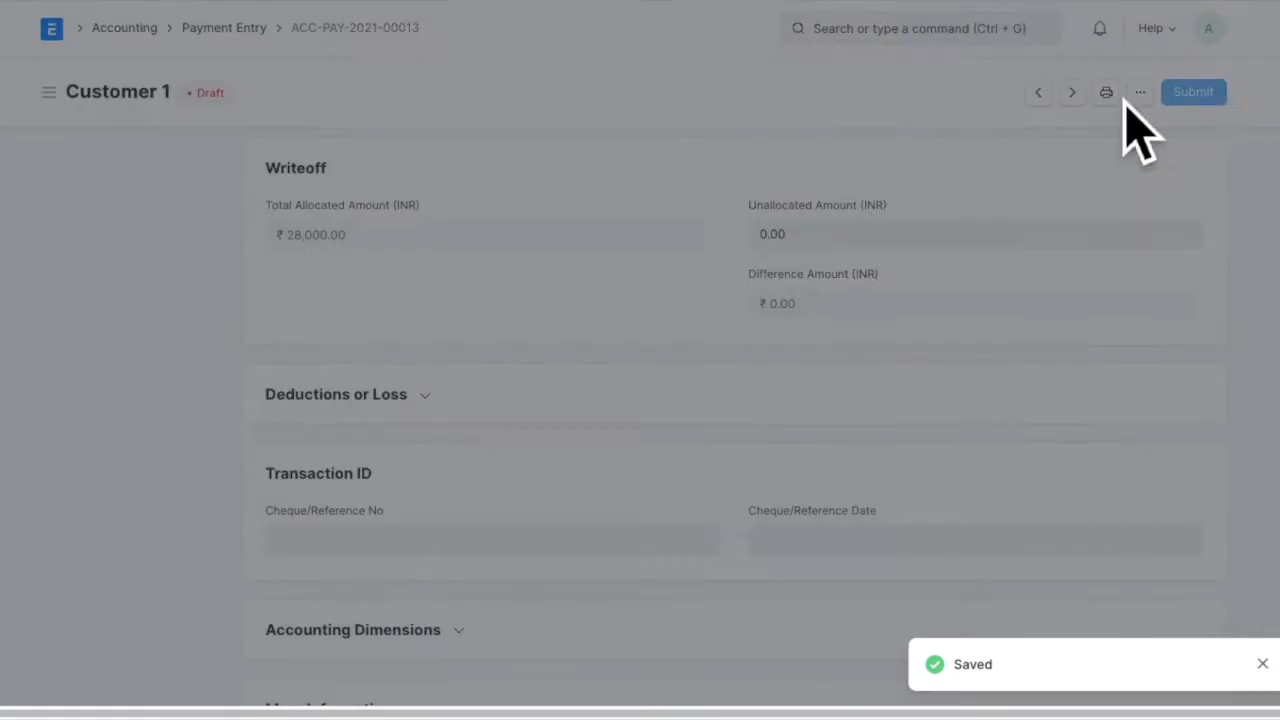 E > Accounting > Payment Entry > ACC-PAY-2021-00013 Search or type a command (Ctrl + G) Help A
Customer 1 • Draft ... Submit
Writeoff
Total Allocated Amount (INR) Unallocated Amount (INR)
₹ 28,000.00 0.00
Difference Amount (INR)
₹ 0.00
Deductions or Loss
Transaction ID
Cheque/Reference No Cheque/Reference Date
Accounting Dimensions
Saved